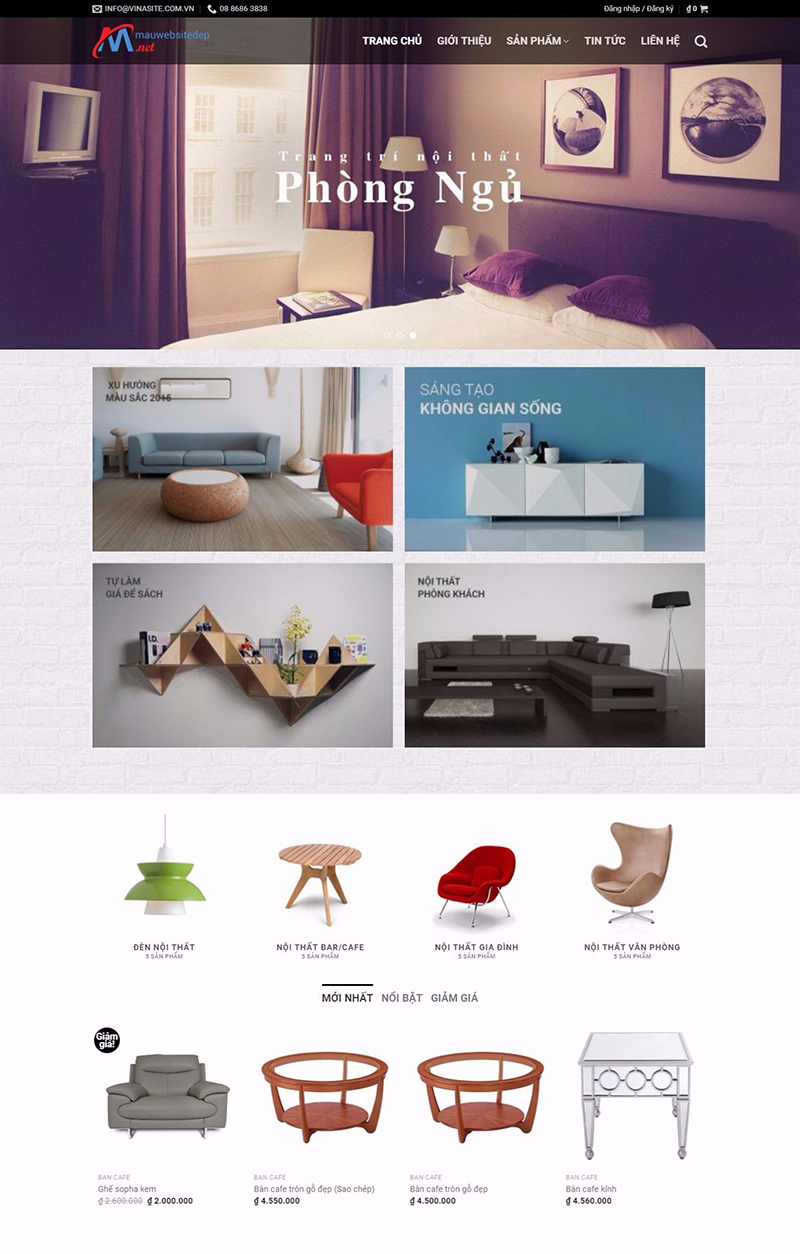 INFO@VINASITE.COM.VN
08 8686 3838
Đăng nhập / Đăng ký
₫ 0
mauwebsitedep
.net
TRANG CHỦ
GIỚI THIỆU
SẢN PHẨM
TIN TỨC
LIÊN HỆ
Trang trí nội thất
Phòng Ngủ
XU HƯỚNG
MÀU SẮC 2016
SÁNG TẠO
KHÔNG GIAN SỐNG
TỰ LÀM
GIÁ ĐỂ SÁCH
NỘI THẤT
PHÒNG KHÁCH
ĐÈN NỘI THẤT
5 SẢN PHẨM
NỘI THẤT BAR/CAFE
5 SẢN PHẨM
NỘI THẤT GIA ĐÌNH
5 SẢN PHẨM
NỘI THẤT VĂN PHÒNG
5 SẢN PHẨM
MỚI NHẤT
NỔI BẬT
GIẢM GIÁ
Giảm
giá!
BAN CAFE
Ghế sopha kem
₫ 2.600.000 ₫ 2.000.000
BAN CAFE
Bàn cafe tròn gỗ đẹp (Sao chép)
₫ 4.550.000
BAN CAFE
Bàn cafe tròn gỗ đẹp
₫ 4.500.000
BAN CAFE
Bàn cafe kính
₫ 4.560.000